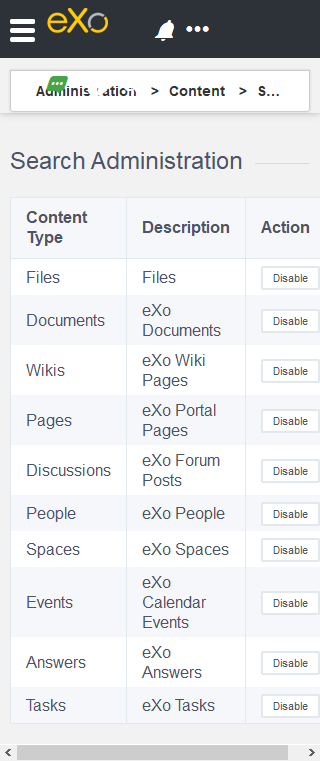 eXo
Administration > Content > S...
Search Administration
Content Type Description Action
Files Files Disable
Documents eXo Documents Disable
Wikis eXo Wiki Pages Disable
Pages eXo Portal Pages Disable
Discussions eXo Forum Posts Disable
People eXo People Disable
Spaces eXo Spaces Disable
Events eXo Calendar Events Disable
Answers eXo Answers Disable
Tasks eXo Tasks Disable